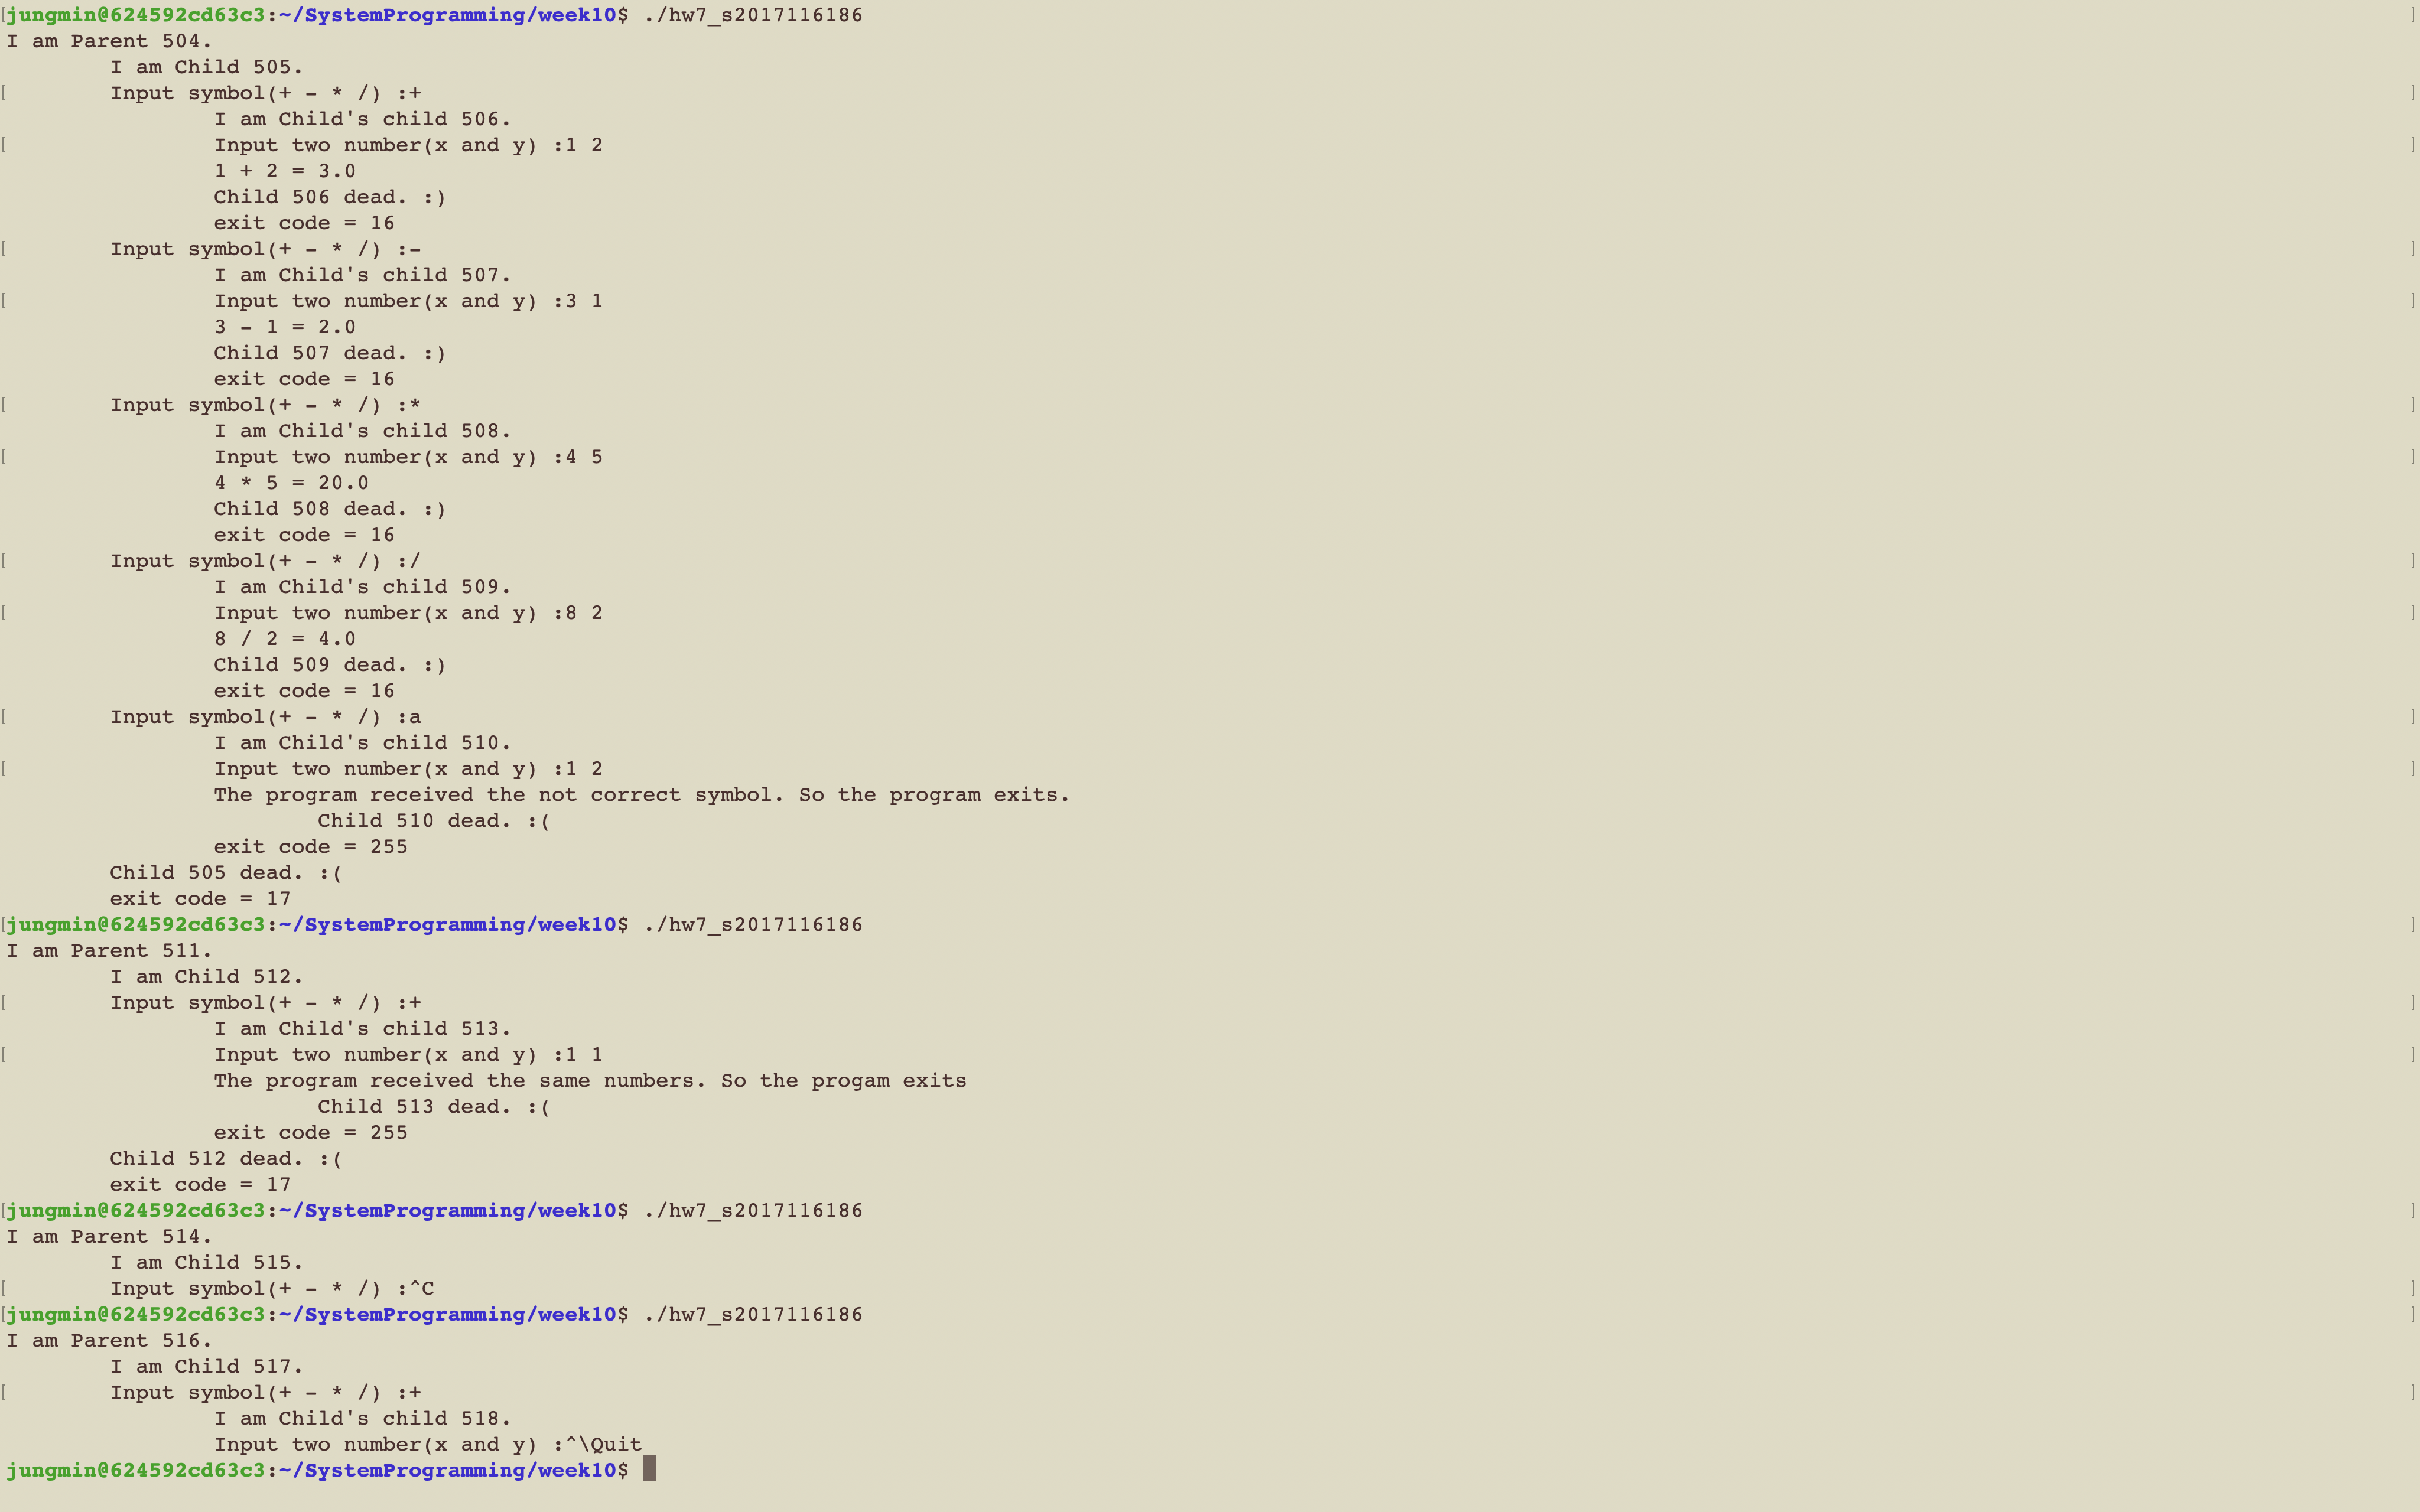 [jungmin@624592cd63c3:~/SystemProgramming/week10$ ./hw7_s2017116186 ]
I am Parent 504.
I am Child 505.
[ Input symbol(+ - * /) :+ ]
I am Child's child 506.
[ Input two number(x and y) :1 2 ]
1 + 2 = 3.0
Child 506 dead. :)
exit code = 16
[ Input symbol(+ - * /) :- ]
I am Child's child 507.
[ Input two number(x and y) :3 1 ]
3 - 1 = 2.0
Child 507 dead. :)
exit code = 16
[ Input symbol(+ - * /) :* ]
I am Child's child 508.
[ Input two number(x and y) :4 5 ]
4 * 5 = 20.0
Child 508 dead. :)
exit code = 16
[ Input symbol(+ - * /) :/ ]
I am Child's child 509.
[ Input two number(x and y) :8 2 ]
8 / 2 = 4.0
Child 509 dead. :)
exit code = 16
[ Input symbol(+ - * /) :a ]
I am Child's child 510.
[ Input two number(x and y) :1 2 ]
The program received the not correct symbol. So the program exits.
Child 510 dead. :(
exit code = 255
Child 505 dead. :(
exit code = 17
[jungmin@624592cd63c3:~/SystemProgramming/week10$ ./hw7_s2017116186 ]
I am Parent 511.
I am Child 512.
[ Input symbol(+ - * /) :+ ]
I am Child's child 513.
[ Input two number(x and y) :1 1 ]
The program received the same numbers. So the progam exits
Child 513 dead. :(
exit code = 255
Child 512 dead. :(
exit code = 17
[jungmin@624592cd63c3:~/SystemProgramming/week10$ ./hw7_s2017116186 ]
I am Parent 514.
I am Child 515.
[ Input symbol(+ - * /) :^C ]
[jungmin@624592cd63c3:~/SystemProgramming/week10$ ./hw7_s2017116186 ]
I am Parent 516.
I am Child 517.
[ Input symbol(+ - * /) :+ ]
I am Child's child 518.
Input two number(x and y) :^\Quit
jungmin@624592cd63c3:~/SystemProgramming/week10$